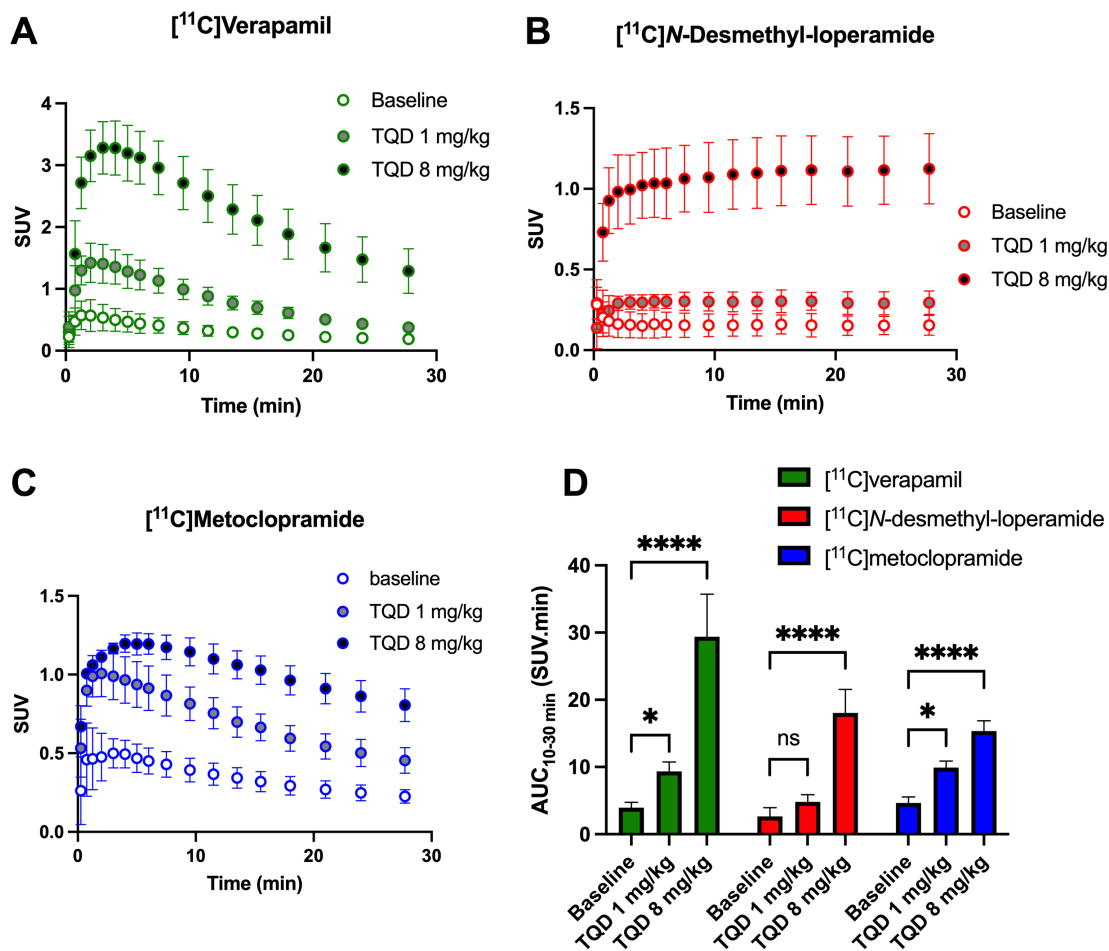 A
[¹¹C]Verapamil
Baseline
TQD 1 mg/kg
TQD 8 mg/kg
SUV
4
3
2
1
0
0 10 20 30
Time (min)
B
[¹¹C]N-Desmethyl-loperamide
Baseline
TQD 1 mg/kg
TQD 8 mg/kg
SUV
1.5
1.0
0.5
0.0
0 10 20 30
Time (min)
C
[¹¹C]Metoclopramide
baseline
TQD 1 mg/kg
TQD 8 mg/kg
SUV
1.5
1.0
0.5
0.0
0 10 20 30
Time (min)
D
[¹¹C]verapamil
[¹¹C]N-desmethyl-loperamide
[¹¹C]metoclopramide
AUC₁₀₋₃₀ ₘᵢₙ (SUV.min)
40
30
20
10
0
****
*
****
ns
****
*
Baseline
TQD 1 mg/kg
TQD 8 mg/kg
Baseline
TQD 1 mg/kg
TQD 8 mg/kg
Baseline
TQD 1 mg/kg
TQD 8 mg/kg